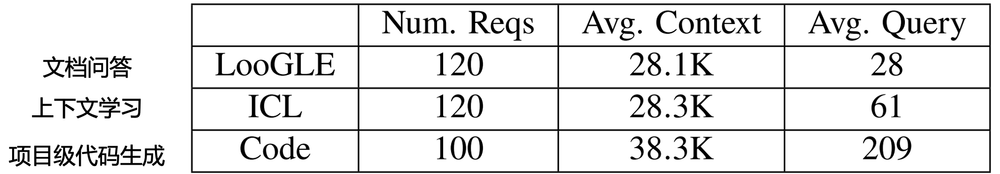 Num. Reqs Avg. Context Avg. Query
文档问答 LooGLE 120 28.1K 28
上下文学习 ICL 120 28.3K 61
项目级代码生成 Code 100 38.3K 209